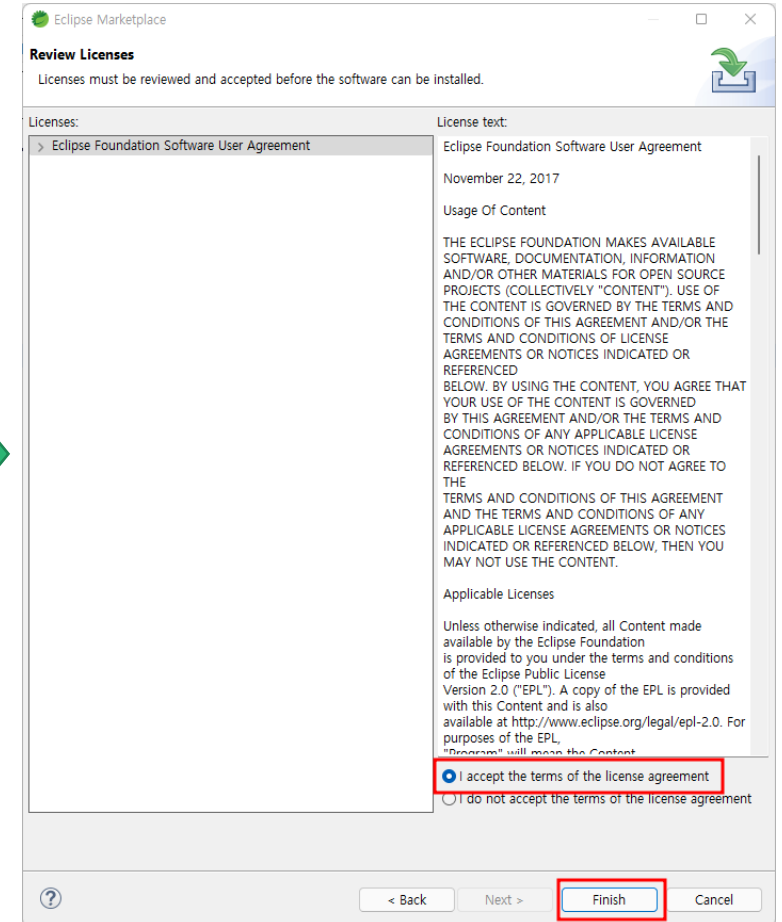 Eclipse Marketplace
Review Licenses
Licenses must be reviewed and accepted before the software can be installed.
Licenses:
License text:
> Eclipse Foundation Software User Agreement
Eclipse Foundation Software User Agreement
November 22, 2017
Usage Of Content
THE ECLIPSE FOUNDATION MAKES AVAILABLE
SOFTWARE, DOCUMENTATION, INFORMATION
AND/OR OTHER MATERIALS FOR OPEN SOURCE
PROJECTS (COLLECTIVELY "CONTENT"). USE OF
THE CONTENT IS GOVERNED BY THE TERMS AND
CONDITIONS OF THIS AGREEMENT AND/OR THE
TERMS AND CONDITIONS OF LICENSE
AGREEMENTS OR NOTICES INDICATED OR
REFERENCED
BELOW. BY USING THE CONTENT, YOU AGREE THAT
YOUR USE OF THE CONTENT IS GOVERNED
BY THIS AGREEMENT AND/OR THE TERMS AND
CONDITIONS OF ANY APPLICABLE LICENSE
AGREEMENTS OR NOTICES INDICATED OR
REFERENCED BELOW. IF YOU DO NOT AGREE TO
THE
TERMS AND CONDITIONS OF THIS AGREEMENT
AND THE TERMS AND CONDITIONS OF ANY
APPLICABLE LICENSE AGREEMENTS OR NOTICES
INDICATED OR REFERENCED BELOW, THEN YOU
MAY NOT USE THE CONTENT.
Applicable Licenses
Unless otherwise indicated, all Content made
available by the Eclipse Foundation
is provided to you under the terms and conditions
of the Eclipse Public License
Version 2.0 ("EPL"). A copy of the EPL is provided
with this Content and is also
available at http://www.eclipse.org/legal/epl-2.0. For
purposes of the EPL,
"Program" will mean the Content.
I accept the terms of the license agreement
I do not accept the terms of the license agreement
?
< Back
Next >
Finish
Cancel